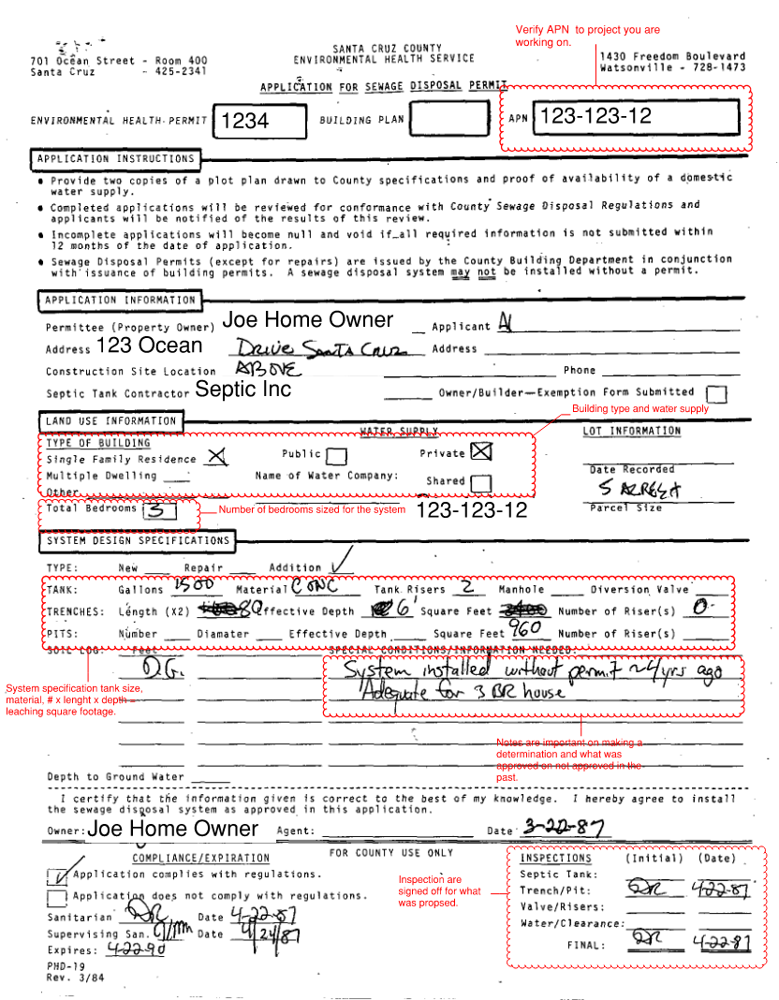 Verify APN to project you are
working on.
SANTA CRUZ COUNTY
ENVIRONMENTAL HEALTH SERVICE
701 Ocean Street - Room 400
Santa Cruz - 425-2341
1430 Freedom Boulevard
Watsonville - 728-1473
APPLICATION FOR SEWAGE DISPOSAL PERMIT
ENVIRONMENTAL HEALTH PERMIT 1234 BUILDING PLAN APN 123-123-12
APPLICATION INSTRUCTIONS
• Provide two copies of a plot plan drawn to County specifications and proof of availability of a domestic
water supply.
• Completed applications will be reviewed for conformance with County Sewage Disposal Regulations and
applicants will be notified of the results of this review.
• Incomplete applications will become null and void if all required information is not submitted within
12 months of the date of application.
• Sewage Disposal Permits (except for repairs) are issued by the County Building Department in conjunction
with issuance of building permits. A sewage disposal system may not be installed without a permit.
APPLICATION INFORMATION
Permittee (Property Owner) Joe Home Owner Applicant
Address 123 Ocean Drive Santa Cruz Address
Construction Site Location ABOVE Phone
Septic Tank Contractor Septic Inc Owner/Builder—Exemption Form Submitted
Building type and water supply
LAND USE INFORMATION
WATER SUPPLY
LOT INFORMATION
TYPE OF BUILDING
Single Family Residence X Public Private X
Date Recorded
Multiple Dwelling Name of Water Company: Shared
Other
5
Total Bedrooms 3 Number of bedrooms sized for the system 123-123-12 Parcel Size
SYSTEM DESIGN SPECIFICATIONS
TYPE: New Repair Addition ✓
TANK: Gallons 1500 Material CONC Tank Risers 2 Manhole Diversion Valve
TRENCHES: Length (X2) 80 Effective Depth 6' Square Feet Number of Riser(s) 0
PITS: Number Diamater Effective Depth Square Feet 960 Number of Riser(s)
SOIL LOG: Feet SPECIAL CONDITIONS/INFORMATION NEEDED:
D.G. System installed without permit ~4yrs ago
Adequate for 3 BR house
System specification tank size,
material, # x lenght x depth
leaching square footage.
Notes are important on making a
determination and what was
approved on not approved in the
past.
Depth to Ground Water
I certify that the information given is correct to the best of my knowledge. I hereby agree to install
the sewage disposal system as approved in this application.
Owner: Joe Home Owner Agent: Date 3-22-87
COMPLIANCE/EXPIRATION FOR COUNTY USE ONLY
✓ Application complies with regulations.
Application does not comply with regulations.
Sanitarian DR Date 4-22-87
Supervising San. Date 4/24/87
Expires: 4-22-90
PHD-19
Rev. 3/84
Inspection are
signed off for what
was propsed.
INSPECTIONS (Initial) (Date)
Septic Tank:
Trench/Pit: DR 4-22-87
Valve/Risers:
Water/Clearance:
FINAL: DR 4-22-87